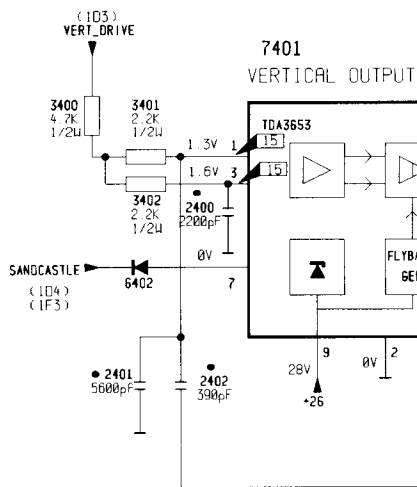 (1D3)
VERT_DRIVE
7401
VERTICAL OUTPUT
3400
4.7K
1/2W
3401
2.2K
1/2W
1.3V
1
TDA3653
15
1.6V
3
15
3402
2.2K
1/2W
2400
2200pF
0V
7
SANDCASTLE
(1D4)
(1F3)
6402
FLYBA
GE
9
2
28V
0V
+26
2401
5600pF
2402
390pF